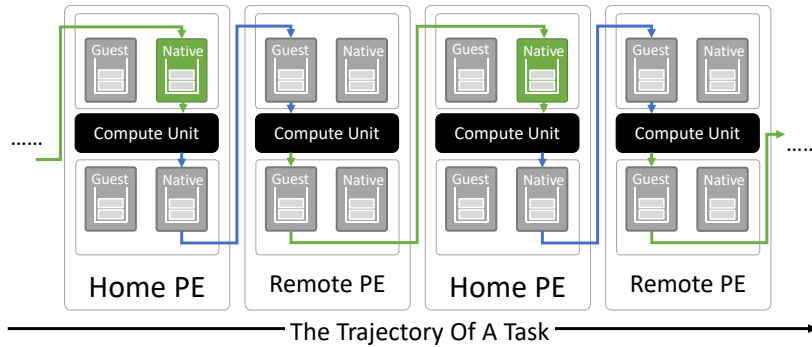 Guest Native Guest Native Guest Native Guest Native
...... Compute Unit Compute Unit Compute Unit Compute Unit ......
Guest Native Guest Native Guest Native Guest Native
Home PE Remote PE Home PE Remote PE
The Trajectory Of A Task